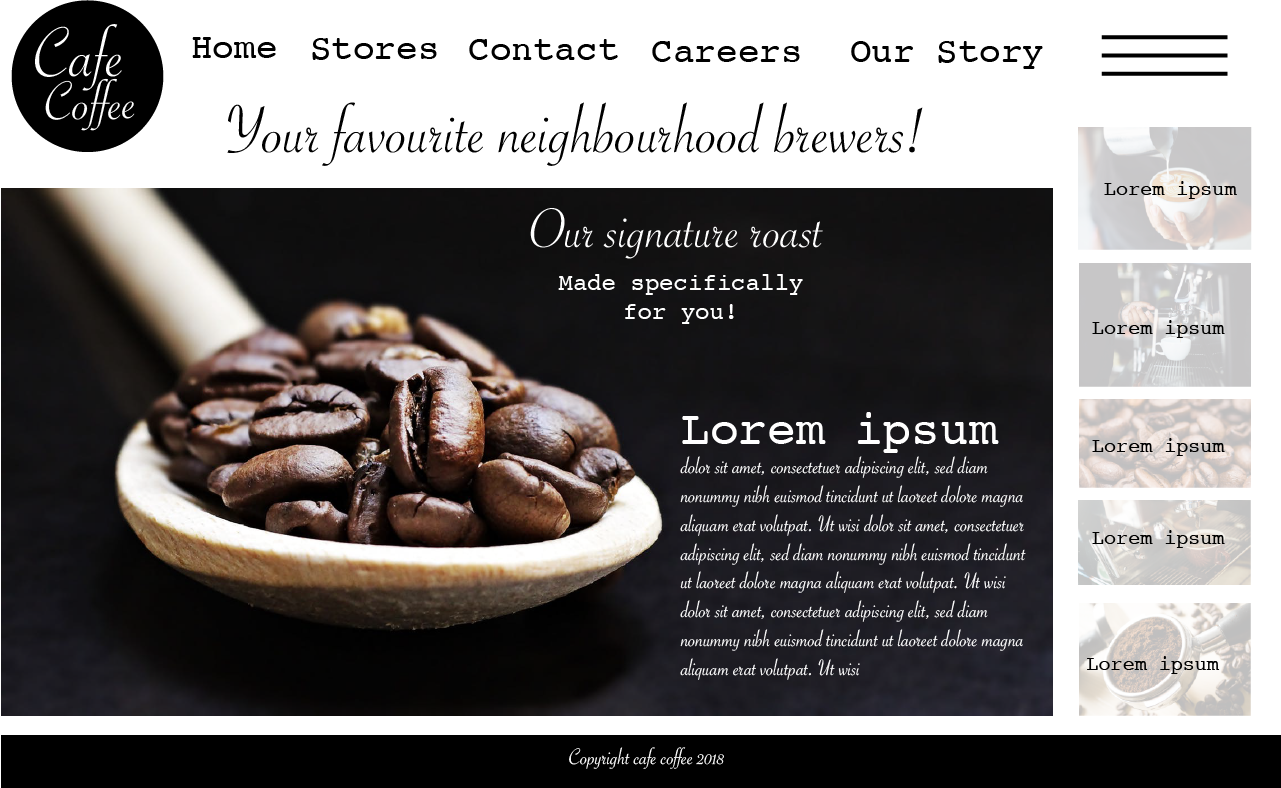 Cafe
Coffee
Home Stores Contact Careers Our Story
Your favourite neighbourhood brewers!
Our signature roast
Made specifically
for you!
Lorem ipsum
dolor sit amet, consectetuer adipiscing elit, sed diam
nonummy nibh euismod tincidunt ut laoreet dolore magna
aliquam erat volutpat. Ut wisi dolor sit amet, consectetuer
adipiscing elit, sed diam nonummy nibh euismod tincidunt
ut laoreet dolore magna aliquam erat volutpat. Ut wisi
dolor sit amet, consectetuer adipiscing elit, sed diam
nonummy nibh euismod tincidunt ut laoreet dolore magna
aliquam erat volutpat. Ut wisi
Lorem ipsum
Lorem ipsum
Lorem ipsum
Lorem ipsum
Lorem ipsum
Copyright cafe coffee 2018